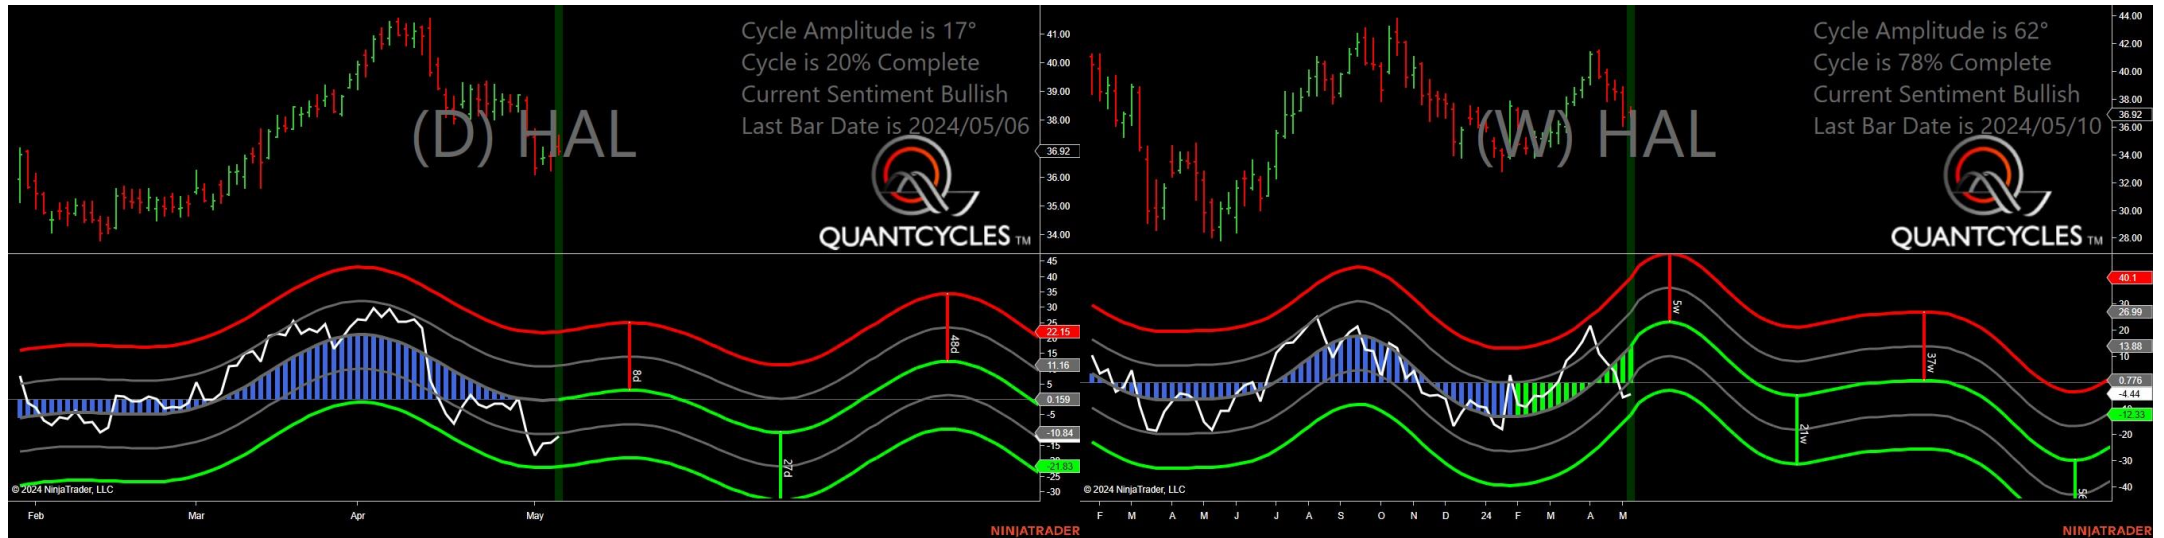 Cycle Amplitude is 17°
Cycle is 20% Complete
Current Sentiment Bullish
Last Bar Date is 2024/05/06
(D) HAL
QUANTCYCLES TM
41.00
40.00
39.00
38.00
36.92
36.00
35.00
34.00
45
40
35
30
25
22.15
20
15
11.16
5
0.159
-5
-10.84
-15
-21.83
-25
-30
8d
27d
48d
© 2024 NinjaTrader, LLC
Feb Mar Apr May
NINJATRADER
Cycle Amplitude is 62°
Cycle is 78% Complete
Current Sentiment Bullish
Last Bar Date is 2024/05/10
(W) HAL
QUANTCYCLES TM
44.00
42.00
40.00
38.00
36.92
36.00
34.00
32.00
30.00
28.00
40.1
26.99
20
13.88
10
0.776
-4.44
-12.33
-20
-30
-40
5w
21w
37w
© 2024 NinjaTrader, LLC
F M A M J J A S O N D 24 F M A M
NINJATRADER